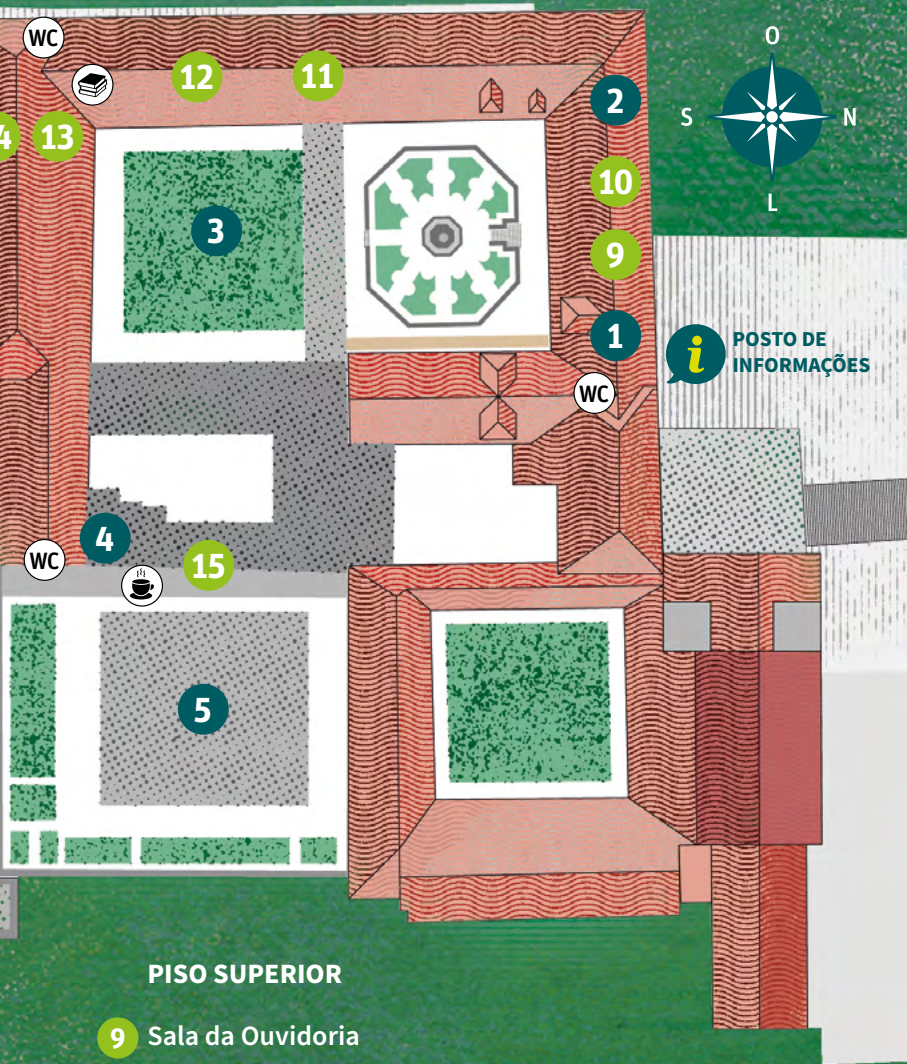 WC
O
12
11
2
S
N
4
13
10
L
3
9
1
i
POSTO DE
INFORMAÇÕES
WC
4
WC
15
5
PISO SUPERIOR
9 Sala da Ouvidoria